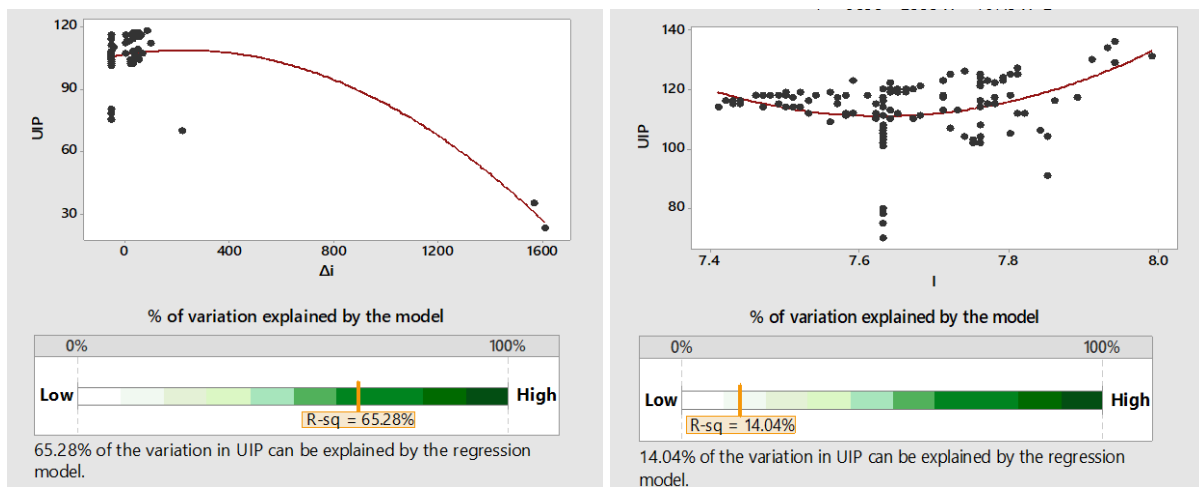 120
90
60
30
UIP
0
400
800
1200
1600
Δi
% of variation explained by the model
0%
100%
Low
High
R-sq = 65.28%
65.28% of the variation in UIP can be explained by the regression
model.
140
120
100
80
UIP
7.4
7.6
7.8
8.0
I
% of variation explained by the model
0%
100%
Low
High
R-sq = 14.04%
14.04% of the variation in UIP can be explained by the regression
model.